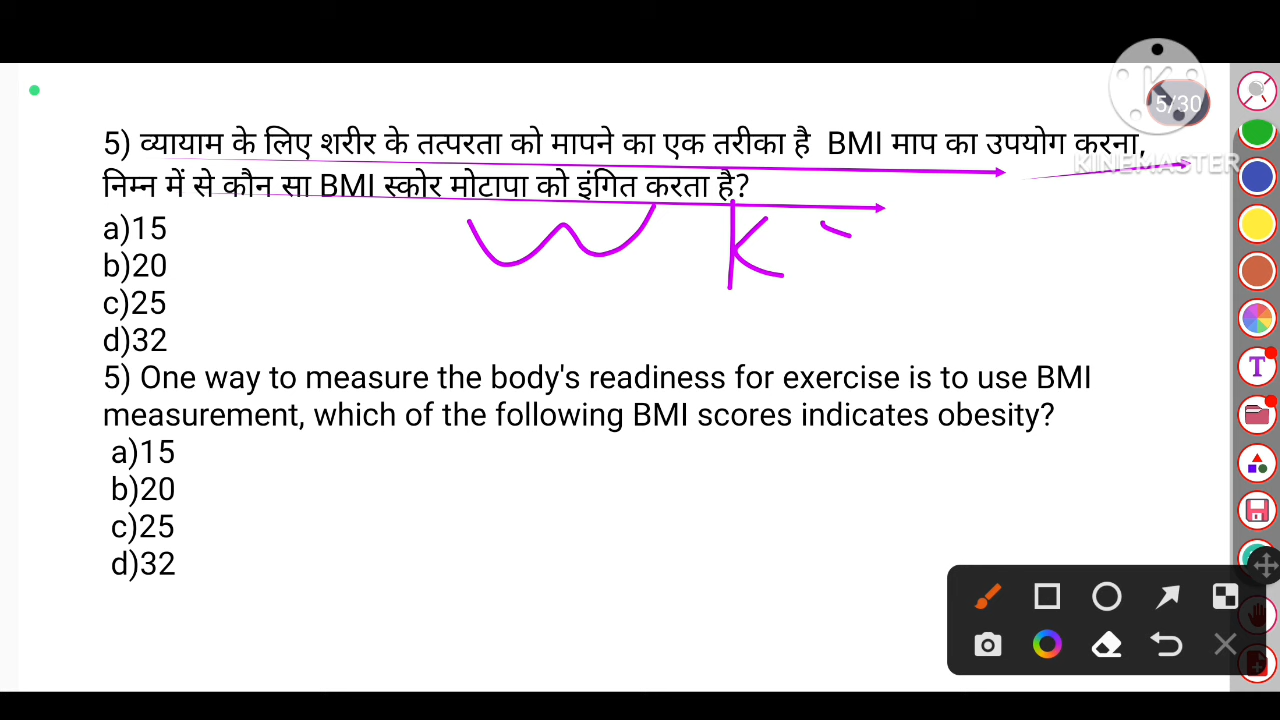 5/30
KINEMASTER
5) व्यायाम के लिए शरीर के तत्परता को मापने का एक तरीका है BMI माप का उपयोग करना,
निम्न में से कौन सा BMI स्कोर मोटापा को इंगित करता है?
W K
a)15
b)20
c)25
d)32
5) One way to measure the body's readiness for exercise is to use BMI
measurement, which of the following BMI scores indicates obesity?
a)15
b)20
c)25
d)32
T